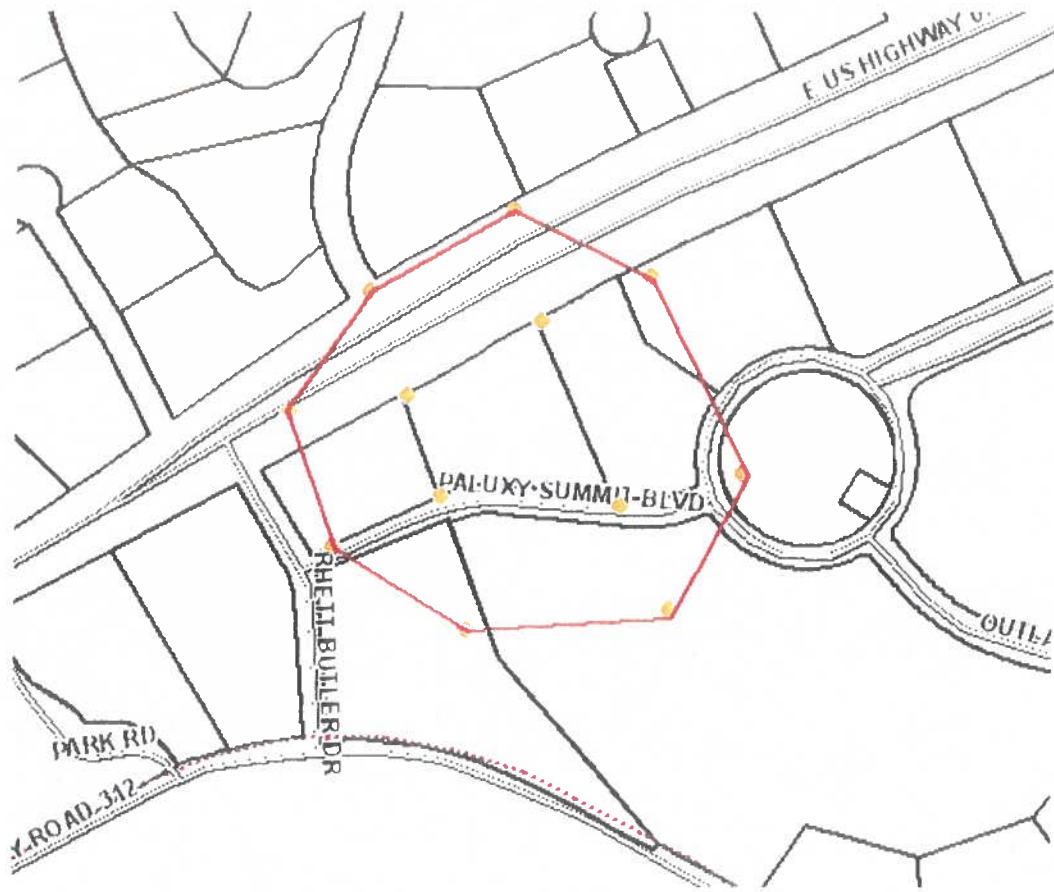 E US HIGHWAY
PALUXY SUMMIT BLVD
RHETT BUTLER DR
PARK RD
Y ROAD 312